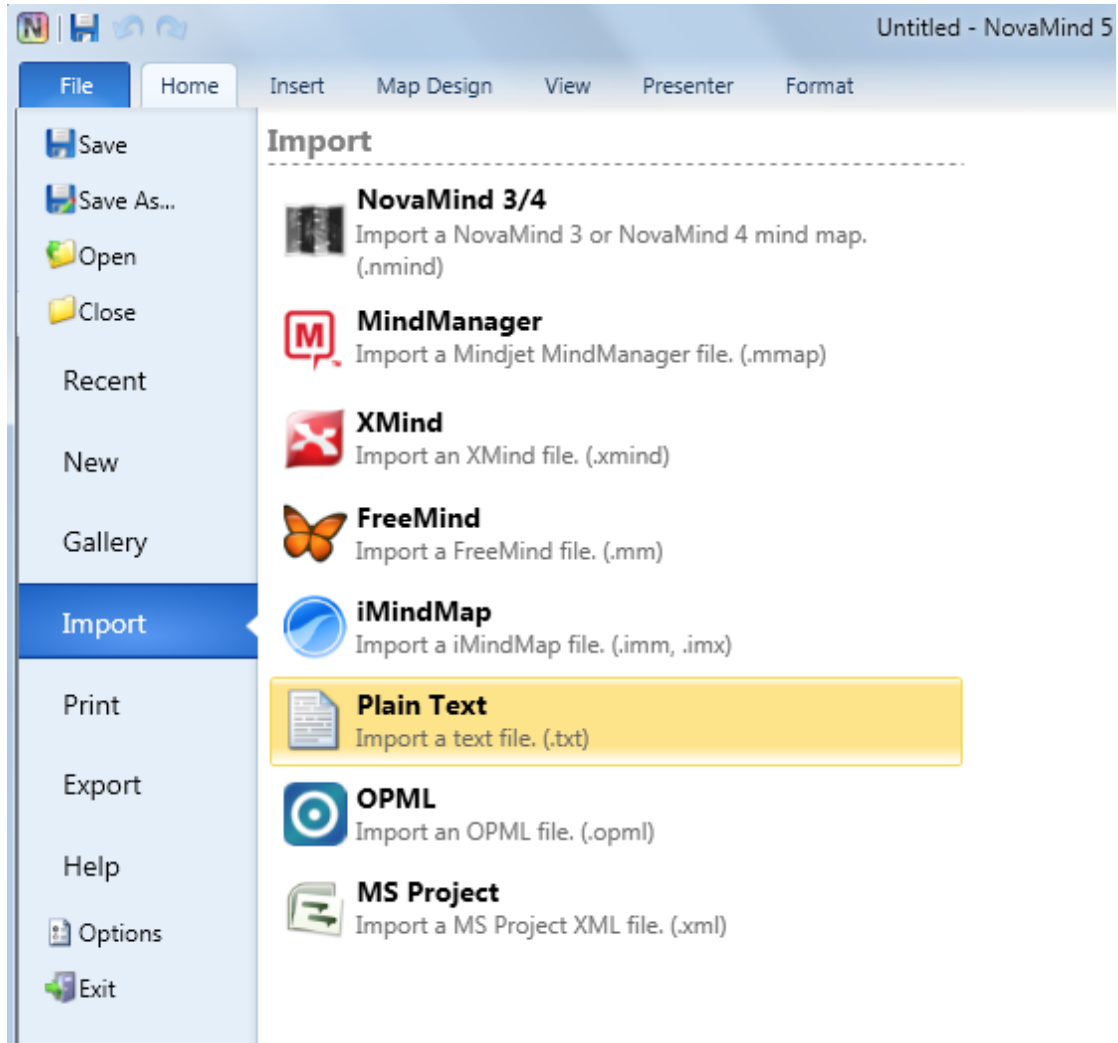 Untitled - NovaMind 5
File Home Insert Map Design View Presenter Format
Save
Save As...
Open
Close
Recent
New
Gallery
Import
Print
Export
Help
Options
Exit
Import
NovaMind 3/4
Import a NovaMind 3 or NovaMind 4 mind map.
(.nmind)
MindManager
Import a Mindjet MindManager file. (.mmap)
XMind
Import an XMind file. (.xmind)
FreeMind
Import a FreeMind file. (.mm)
iMindMap
Import a iMindMap file. (.imm, .imx)
Plain Text
Import a text file. (.txt)
OPML
Import an OPML file. (.opml)
MS Project
Import a MS Project XML file. (.xml)